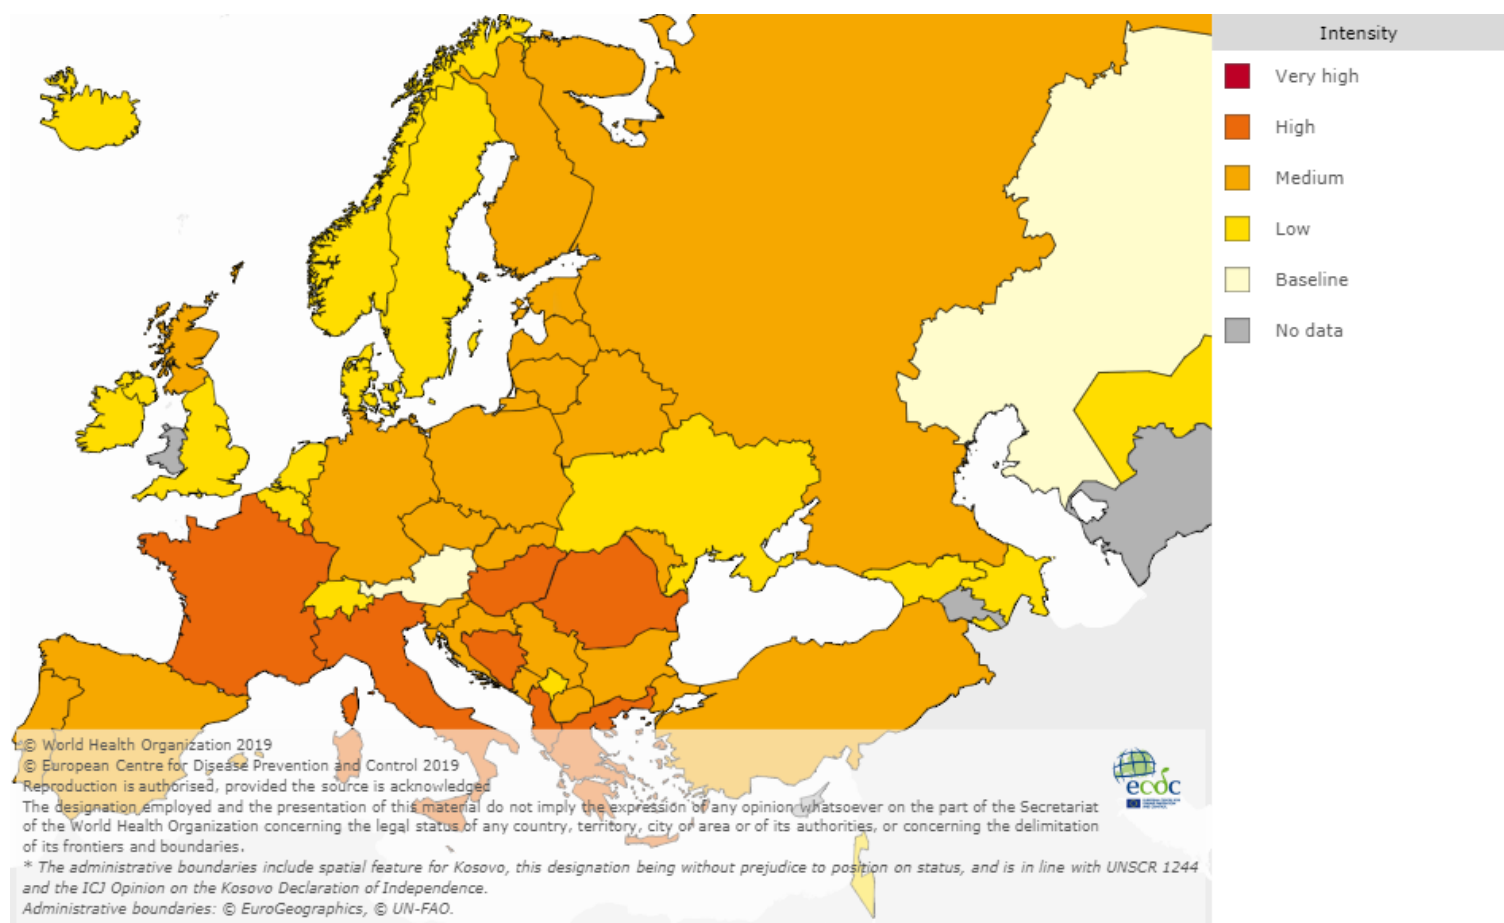 Intensity
Very high
High
Medium
Low
Baseline
No data
© World Health Organization 2019
© European Centre for Disease Prevention and Control 2019
Reproduction is authorised, provided the source is acknowledged
The designation employed and the presentation of this material do not imply the expression of any opinion whatsoever on the part of the Secretariat
of the World Health Organization concerning the legal status of any country, territory, city or area or of its authorities, or concerning the delimitation
of its frontiers and boundaries.
* The administrative boundaries include spatial feature for Kosovo, this designation being without prejudice to position on status, and is in line with UNSCR 1244
and the ICJ Opinion on the Kosovo Declaration of Independence.
Administrative boundaries: © EuroGeographics, © UN-FAO.
ecdc